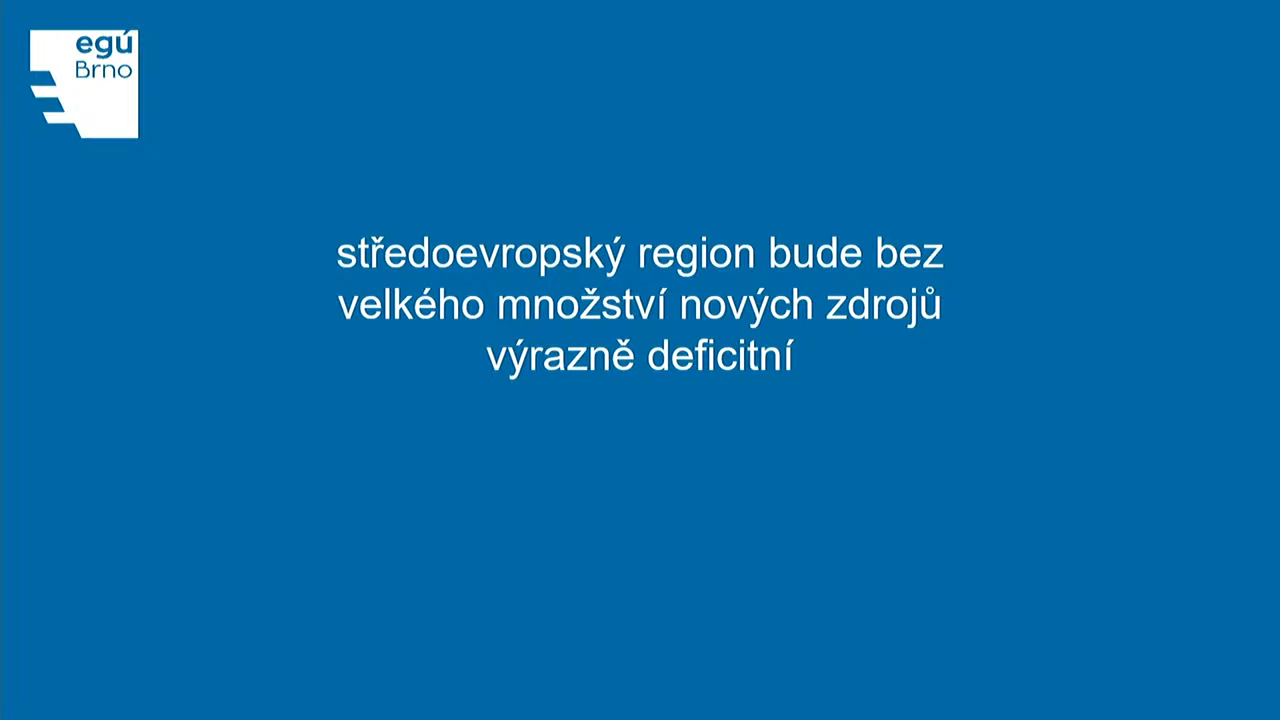 egú
Brno
středoevropský region bude bez
velkého množství nových zdrojů
výrazně deficitní